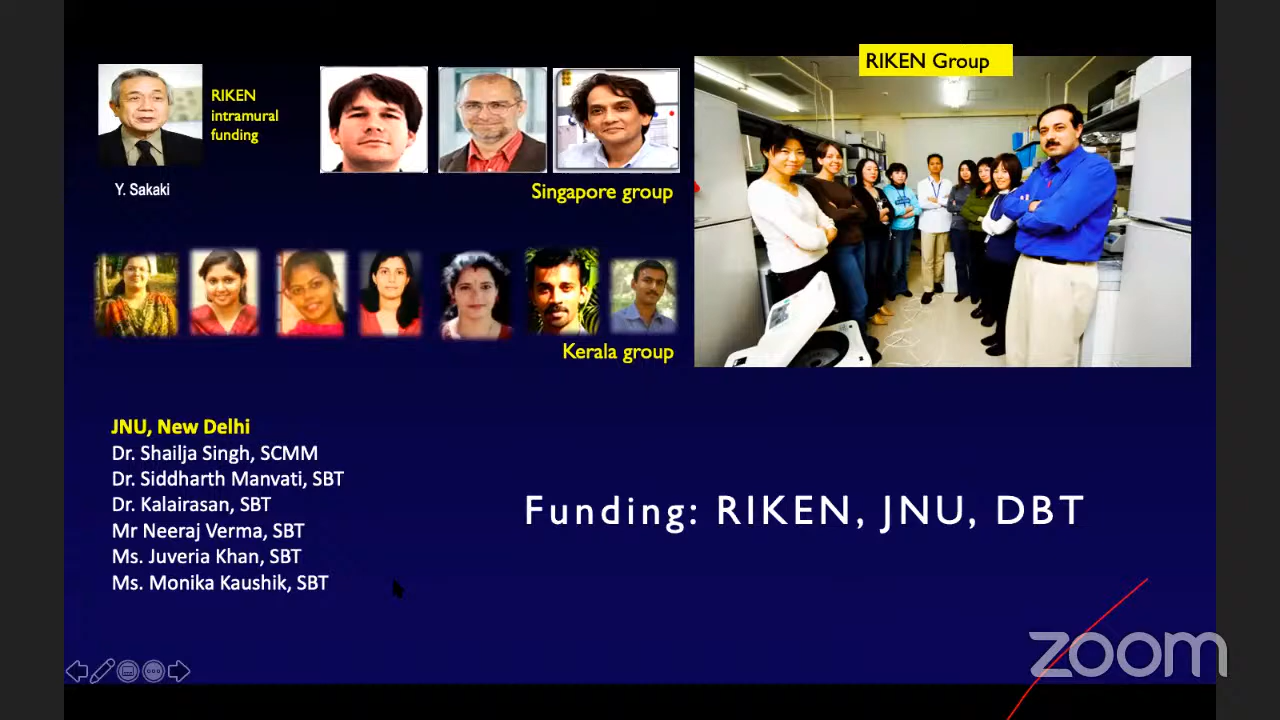 RIKEN Group
RIKEN
intramural
funding
Y. Sakaki
Singapore group
Kerala group
JNU, New Delhi
Dr. Shailja Singh, SCMM
Dr. Siddharth Manvati, SBT
Dr. Kalairasan, SBT
Mr Neeraj Verma, SBT
Ms. Juveria Khan, SBT
Ms. Monika Kaushik, SBT
Funding: RIKEN, JNU, DBT
zoom